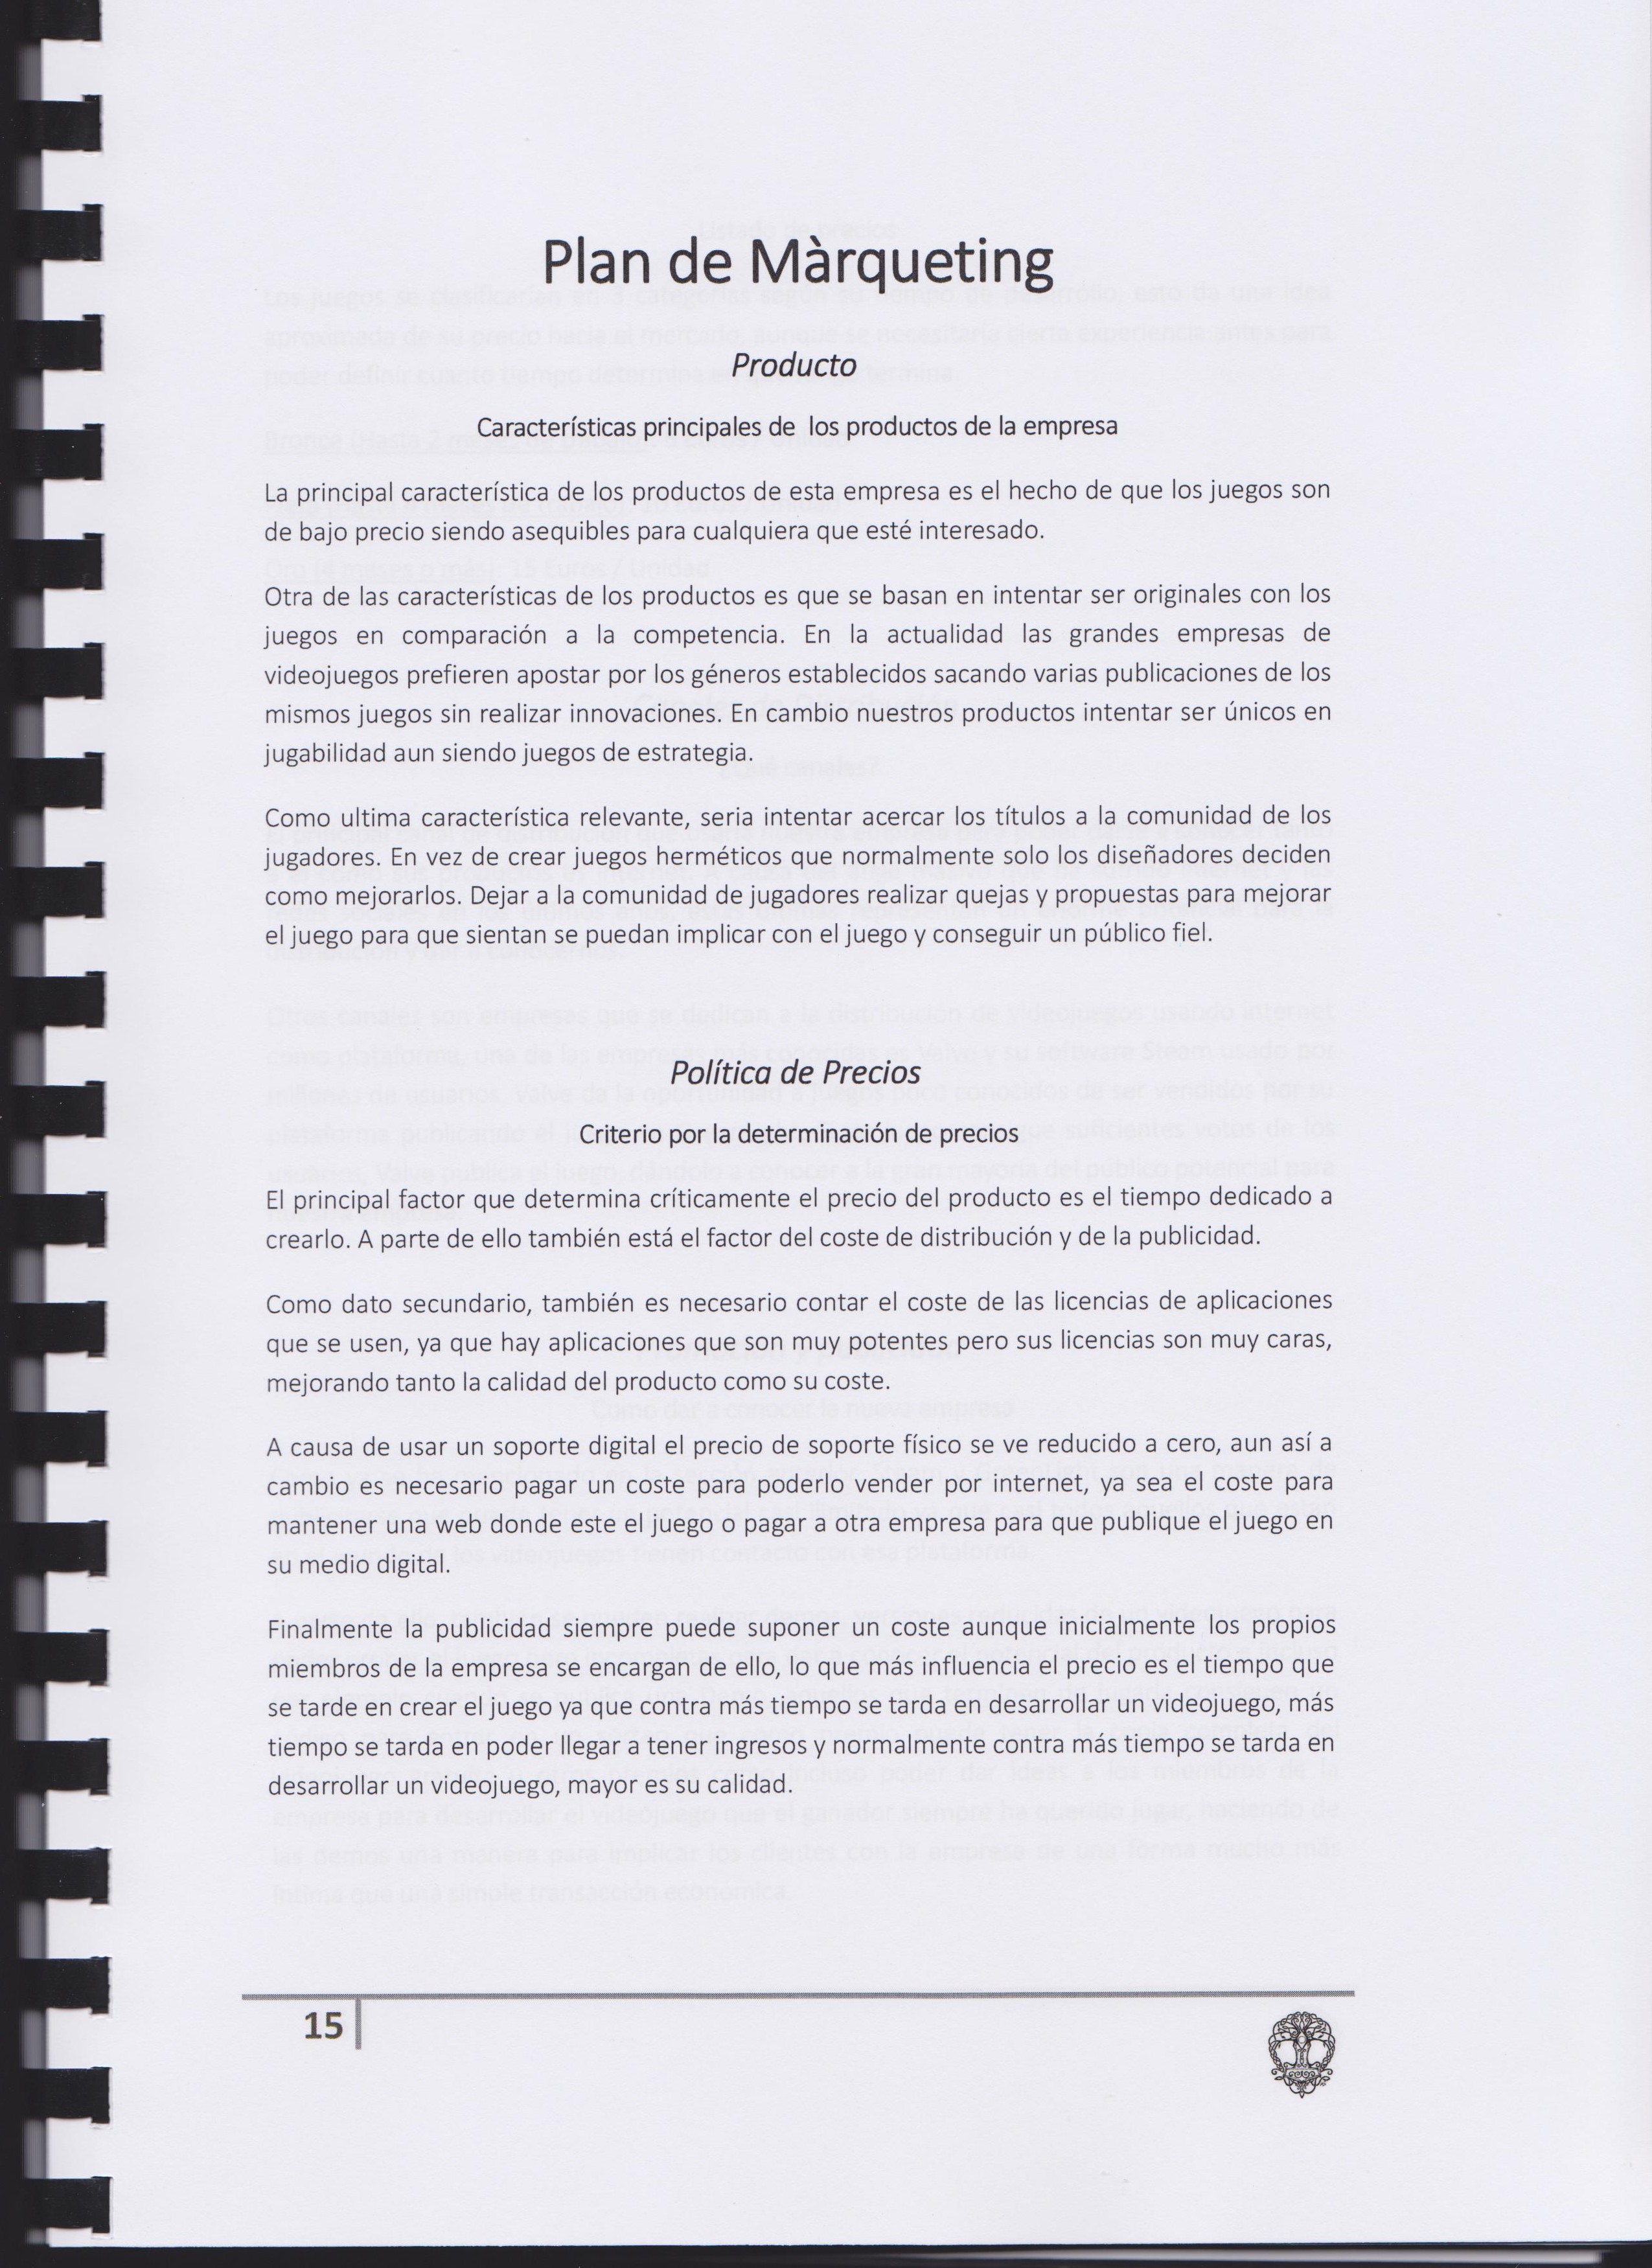 Plan de Màrqueting
Producto
Características principales de los productos de la empresa
La principal característica de los productos de esta empresa es el hecho de que los juegos son
de bajo precio siendo asequibles para cualquiera que esté interesado.
Otra de las características de los productos es que se basan en intentar ser originales con los
juegos en comparación a la competencia. En la actualidad las grandes empresas de
videojuegos prefieren apostar por los géneros establecidos sacando varias publicaciones de los
mismos juegos sin realizar innovaciones. En cambio nuestros productos intentar ser únicos en
jugabilidad aun siendo juegos de estrategia.
Como ultima característica relevante, seria intentar acercar los títulos a la comunidad de los
jugadores. En vez de crear juegos herméticos que normalmente solo los diseñadores deciden
como mejorarlos. Dejar a la comunidad de jugadores realizar quejas y propuestas para mejorar
el juego para que sientan se puedan implicar con el juego y conseguir un público fiel.
Política de Precios
Criterio por la determinación de precios
El principal factor que determina críticamente el precio del producto es el tiempo dedicado a
crearlo. A parte de ello también está el factor del coste de distribución y de la publicidad.
Como dato secundario, también es necesario contar el coste de las licencias de aplicaciones
que se usen, ya que hay aplicaciones que son muy potentes pero sus licencias son muy caras,
mejorando tanto la calidad del producto como su coste.
A causa de usar un soporte digital el precio de soporte físico se ve reducido a cero, aun así a
cambio es necesario pagar un coste para poderlo vender por internet, ya sea el coste para
mantener una web donde este el juego o pagar a otra empresa para que publique el juego en
su medio digital.
Finalmente la publicidad siempre puede suponer un coste aunque inicialmente los propios
miembros de la empresa se encargan de ello, lo que más influencia el precio es el tiempo que
se tarde en crear el juego ya que contra más tiempo se tarda en desarrollar un videojuego, más
tiempo se tarda en poder llegar a tener ingresos y normalmente contra más tiempo se tarda en
desarrollar un videojuego, mayor es su calidad.
15